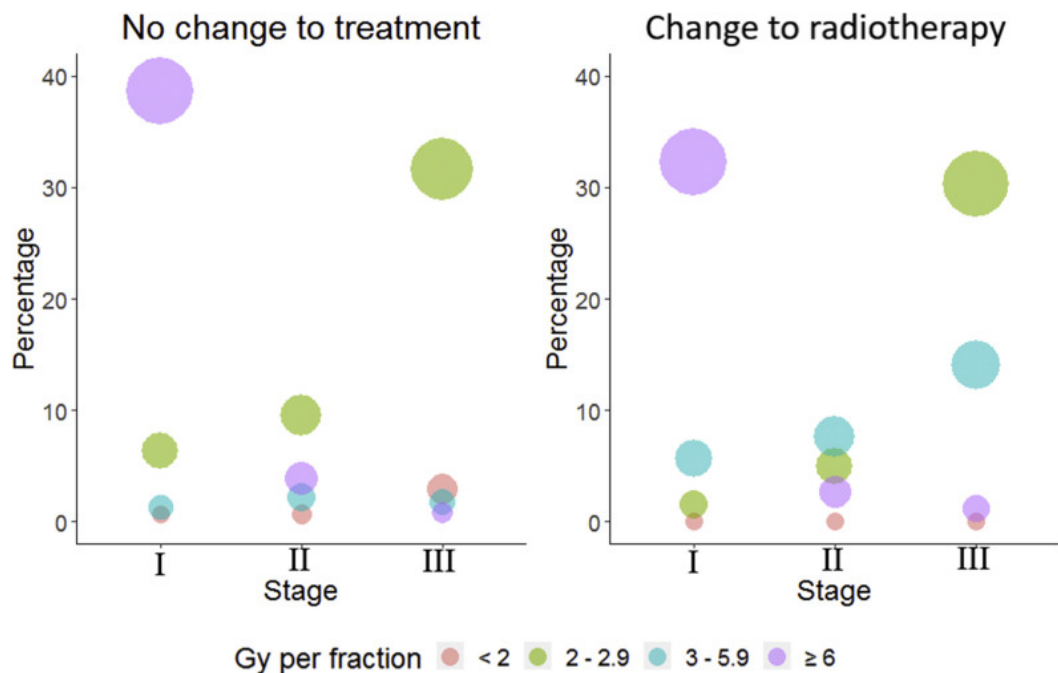 No change to treatment
Change to radiotherapy
Percentage
40
30
20
10
0
I
II
III
Stage
Percentage
40
30
20
10
0
I
II
III
Stage
Gy per fraction < 2 2 - 2.9 3 - 5.9 ≥ 6